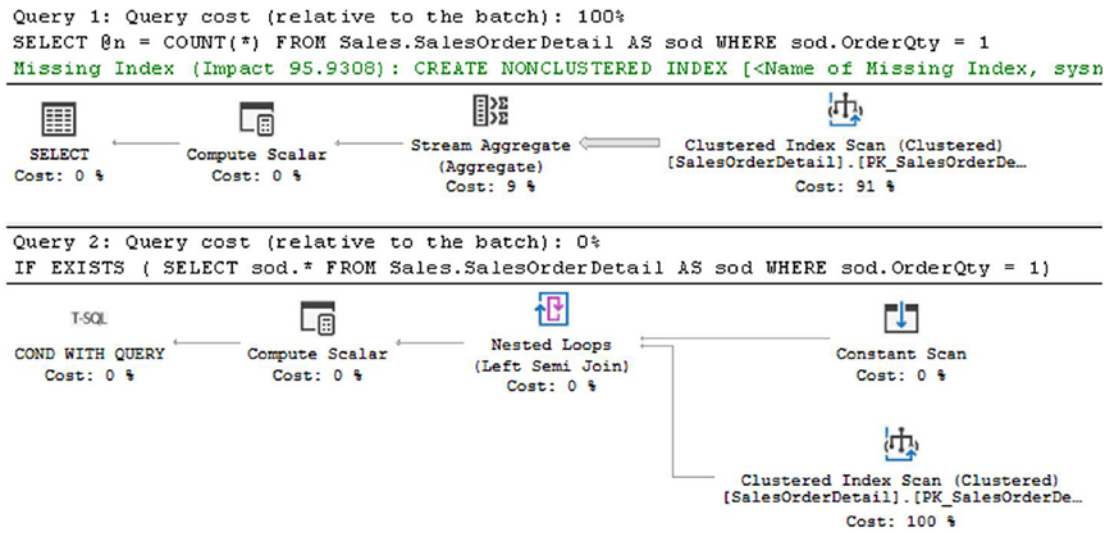 Query 1: Query cost (relative to the batch): 100%
SELECT @n = COUNT(*) FROM Sales.SalesOrderDetail AS sod WHERE sod.OrderQty = 1
Missing Index (Impact 95.9308): CREATE NONCLUSTERED INDEX [<Name of Missing Index, sysn
SELECT
Cost: 0 %
Compute Scalar
Cost: 0 %
Stream Aggregate
(Aggregate)
Cost: 9 %
Clustered Index Scan (Clustered)
[SalesOrderDetail].[PK_SalesOrderDe…
Cost: 91 %
Query 2: Query cost (relative to the batch): 0%
IF EXISTS ( SELECT sod.* FROM Sales.SalesOrderDetail AS sod WHERE sod.OrderQty = 1)
T-SQL
COND WITH QUERY
Cost: 0 %
Compute Scalar
Cost: 0 %
Nested Loops
(Left Semi Join)
Cost: 0 %
Constant Scan
Cost: 0 %
Clustered Index Scan (Clustered)
[SalesOrderDetail].[PK_SalesOrderDe…
Cost: 100 %